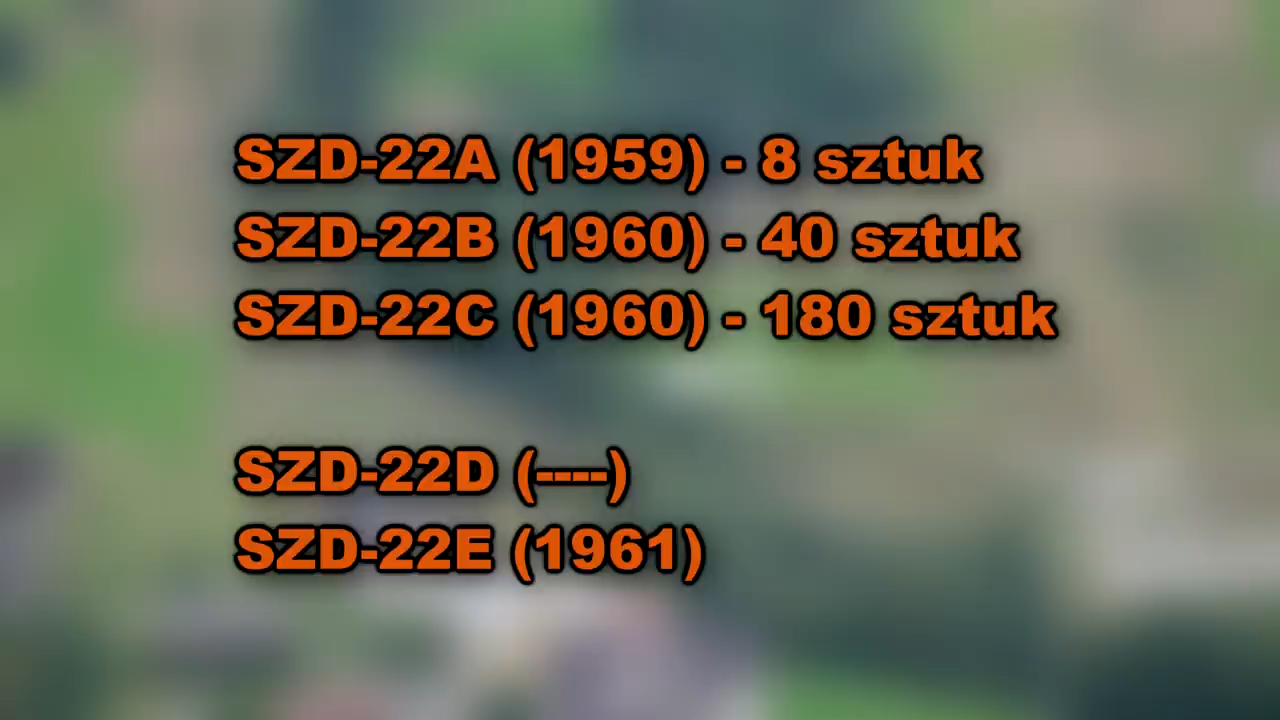 SZD-22A (1959) - 8 sztuk
SZD-22B (1960) - 40 sztuk
SZD-22C (1960) - 180 sztuk
SZD-22D (----)
SZD-22E (1961)